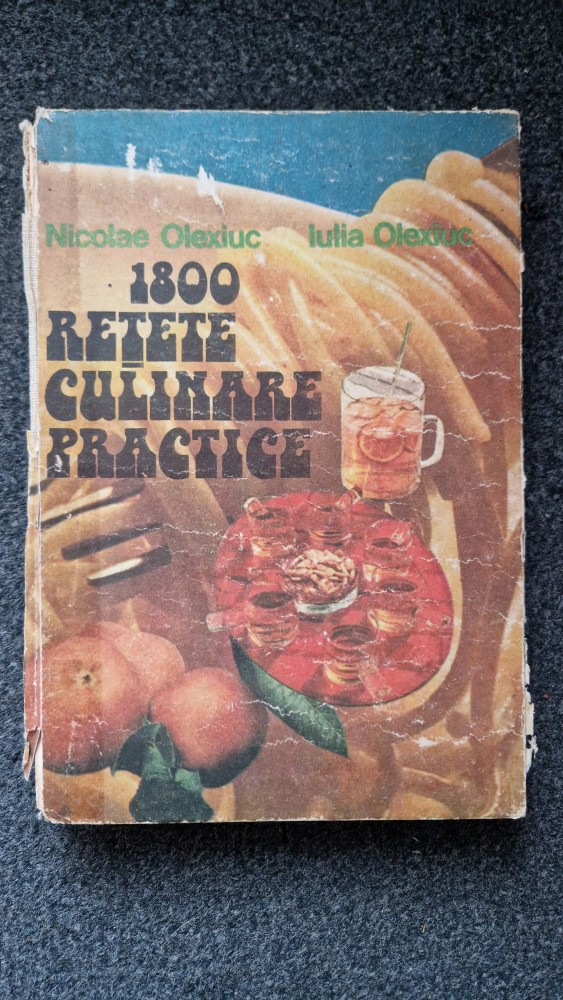 Nicolae Olexiuc Iulia Olexiuc
1800
REȚETE
CULINARE
PRACTICE